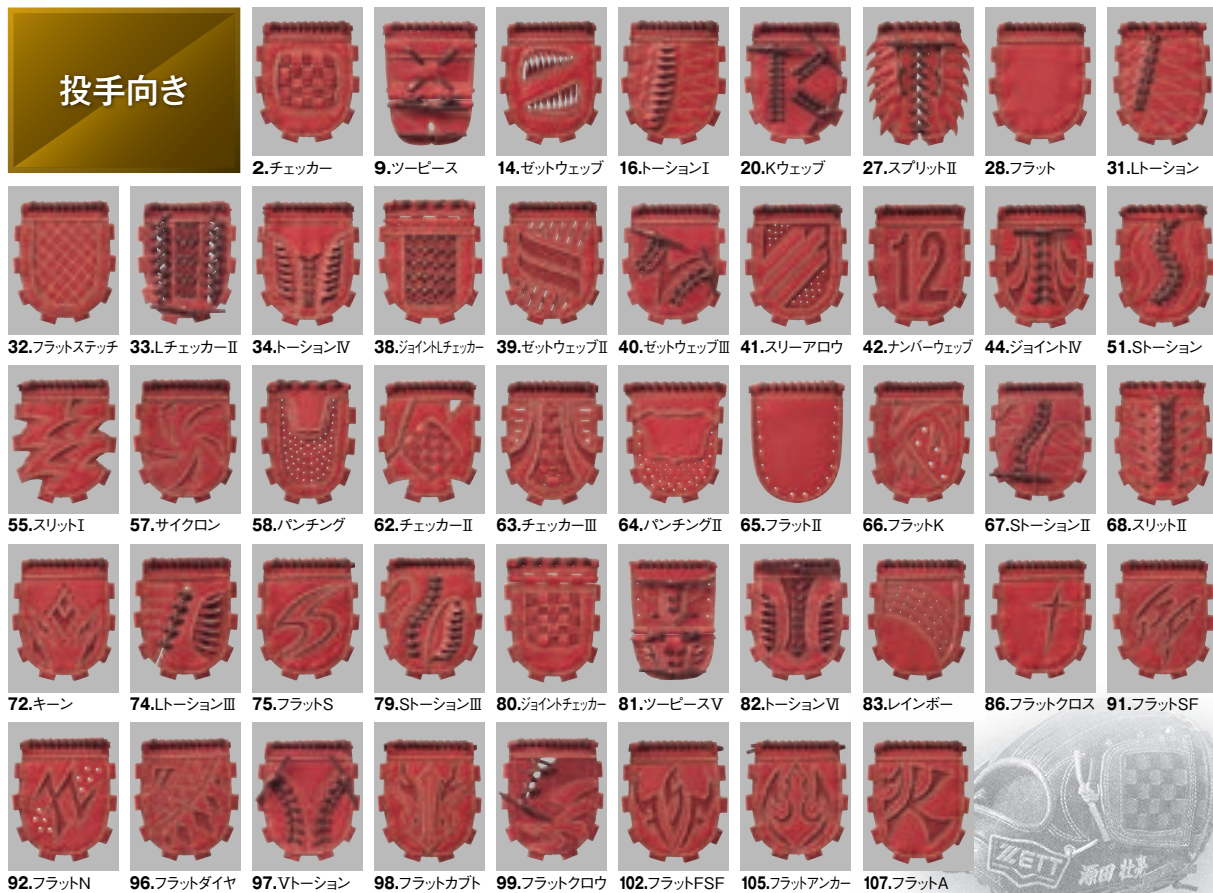 投手向き
2.チェッカー
9.ツーピース
14.ゼットウェッブ
16.トーションⅠ
20.Kウェッブ
27.スプリットⅡ
28.フラット
31.Lトーション
32.フラットステッチ
33.LチェッカーⅡ
34.トーションⅣ
38.ジョイントLチェッカー
39.ゼットウェッブⅡ
40.ゼットウェッブⅢ
41.スリーアロウ
12
42.ナンバーウェッブ
44.ジョイントⅣ
51.Sトーション
55.スリットⅠ
57.サイクロン
58.パンチング
62.チェッカーⅡ
63.チェッカーⅢ
64.パンチングⅡ
65.フラットⅡ
66.フラットK
67.SトーションⅡ
68.スリットⅡ
72.キーン
74.LトーションⅢ
75.フラットS
79.SトーションⅢ
80.ジョイントチェッカー
81.ツーピースⅤ
82.トーションⅥ
83.レインボー
86.フラットクロス
91.フラットSF
92.フラットN
96.フラットダイヤ
97.Vトーション
98.フラットカブト
99.フラットクロウ
102.フラットFSF
105.フラットアンカー
107.フラットA
ZETT
源田 壮亮